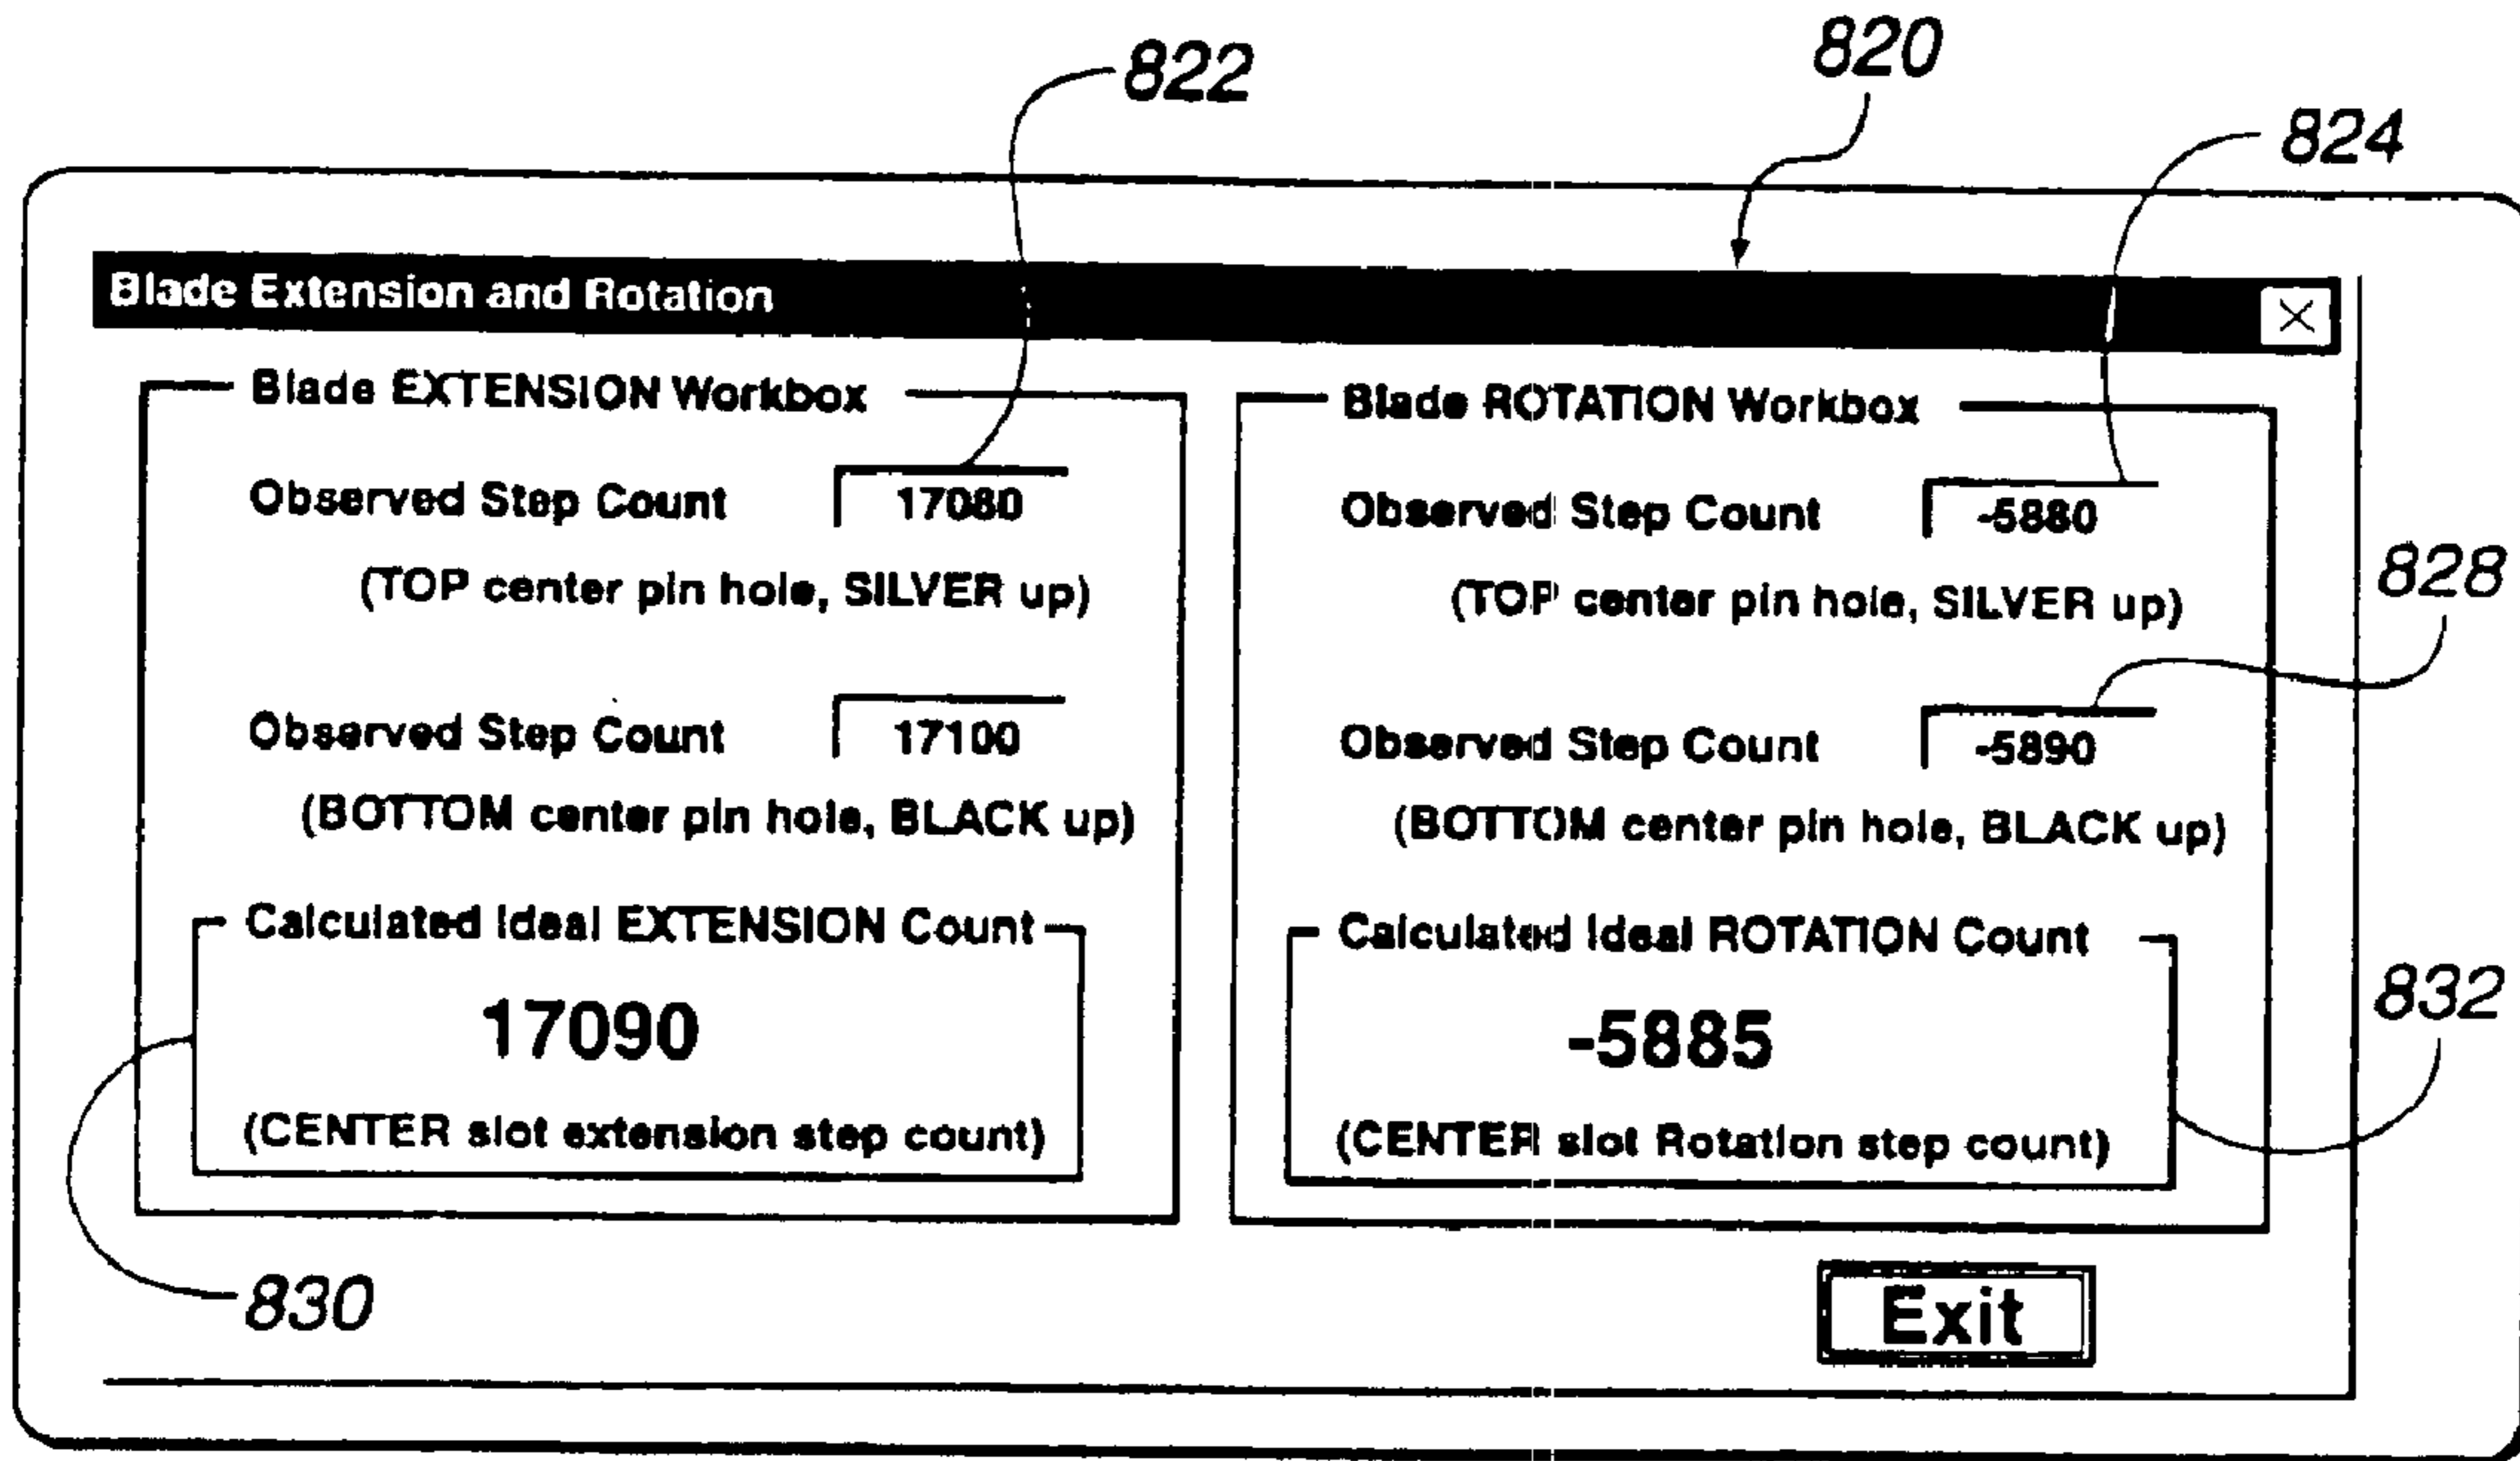 822
820
824
Blade Extension and Rotation
Blade EXTENSION Workbox
Observed Step Count 17080
(TOP center pin hole, SILVER up)
Observed Step Count 17100
(BOTTOM center pin hole, BLACK up)
Calculated Ideal EXTENSION Count
17090
(CENTER slot extension step count)
830
Blade ROTATION Workbox
Observed Step Count -5880
(TOP center pin hole, SILVER up)
828
Observed Step Count -5890
(BOTTOM center pin hole, BLACK up)
Calculated Ideal ROTATION Count
-5885
(CENTER slot Rotation step count)
832
Exit